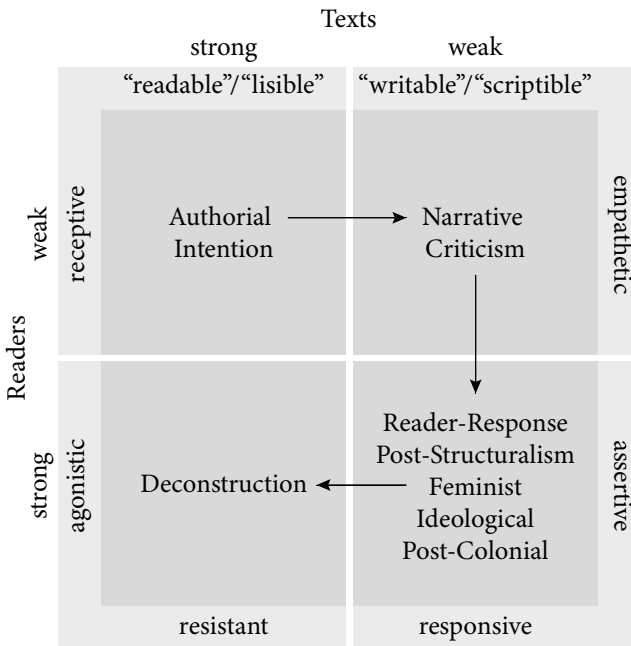 Texts
strong weak
“readable”/“lisible” “writable”/“scriptible”
Readers
weak
receptive
Authorial
Intention
Narrative
Criticism
empathetic
strong
agonistic
Deconstruction
Reader-Response
Post-Structuralism
Feminist
Ideological
Post-Colonial
assertive
resistant responsive